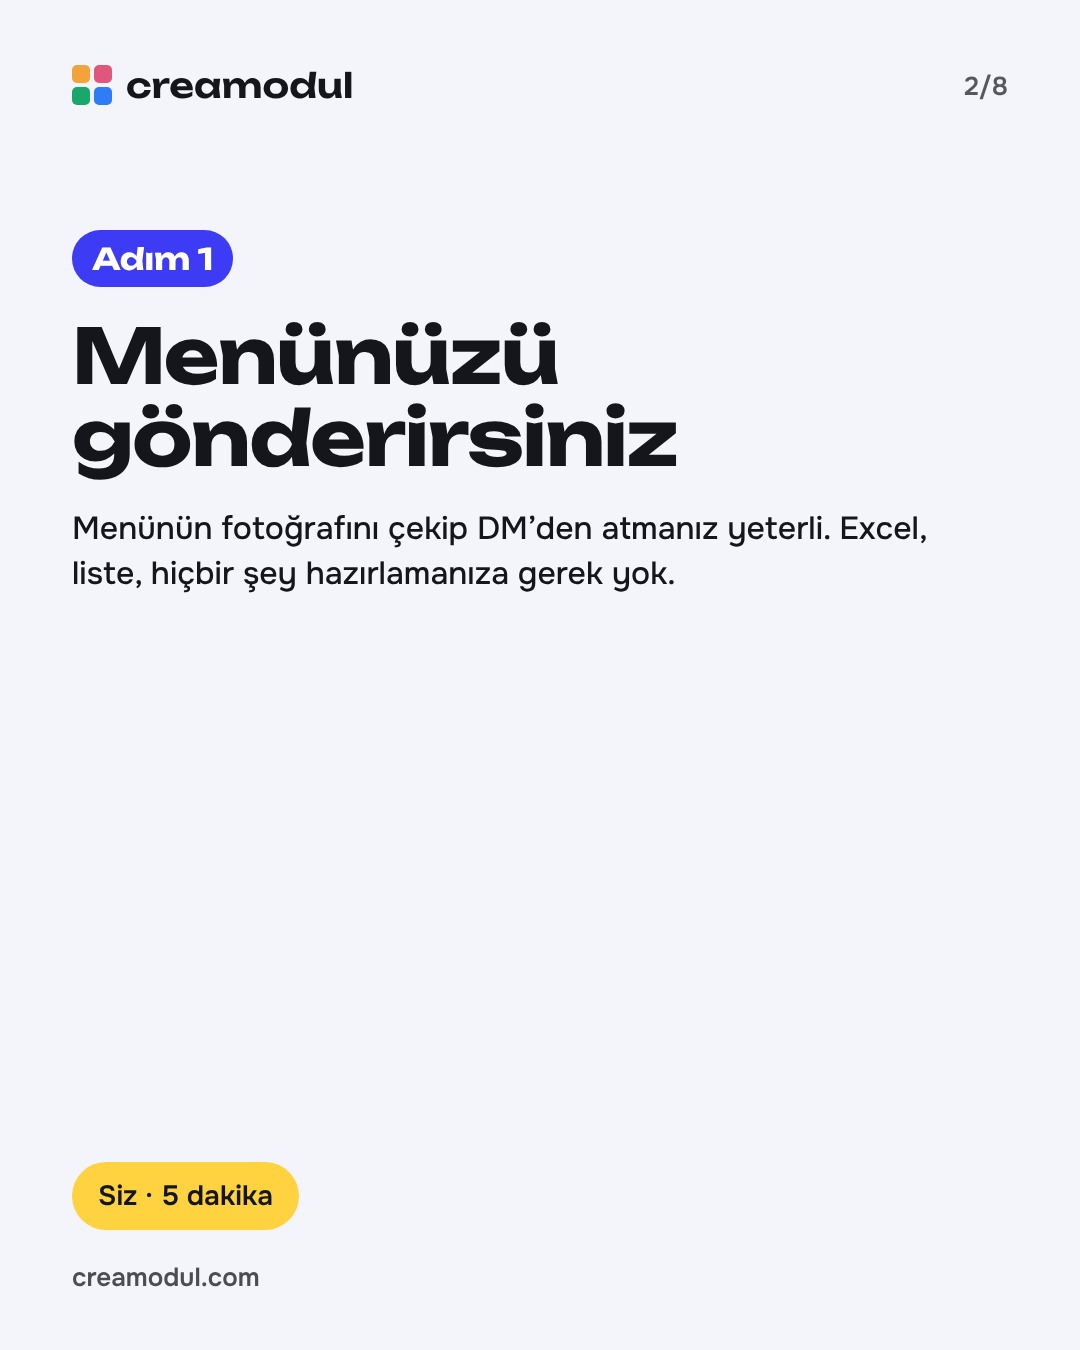 creamodul
2/8
Adım 1
Menünüzü
gönderirsiniz
Menünün fotoğrafını çekip DM’den atmanız yeterli. Excel,
liste, hiçbir şey hazırlamanıza gerek yok.
Siz · 5 dakika
creamodul.com